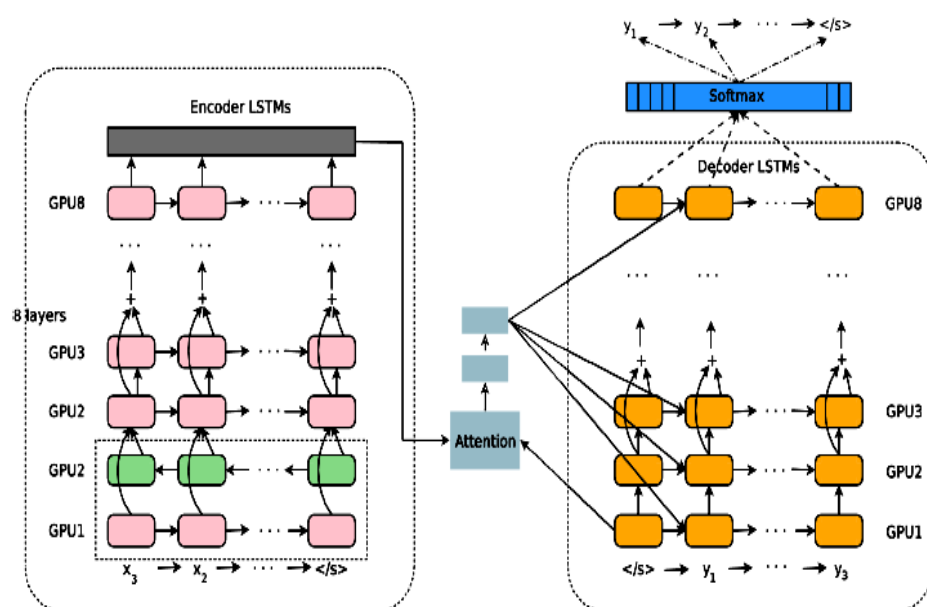 y1 y2 ... </s>
Softmax
Encoder LSTMs
Decoder LSTMs
GPU8 ... GPU8
... ... ...
8 layers
+ + +
GPU3 ... GPU3
GPU2 ... GPU2
Attention
GPU2 ... GPU2
GPU1 ... GPU1
x3 x2 ... </s>
</s> y1 ... y3